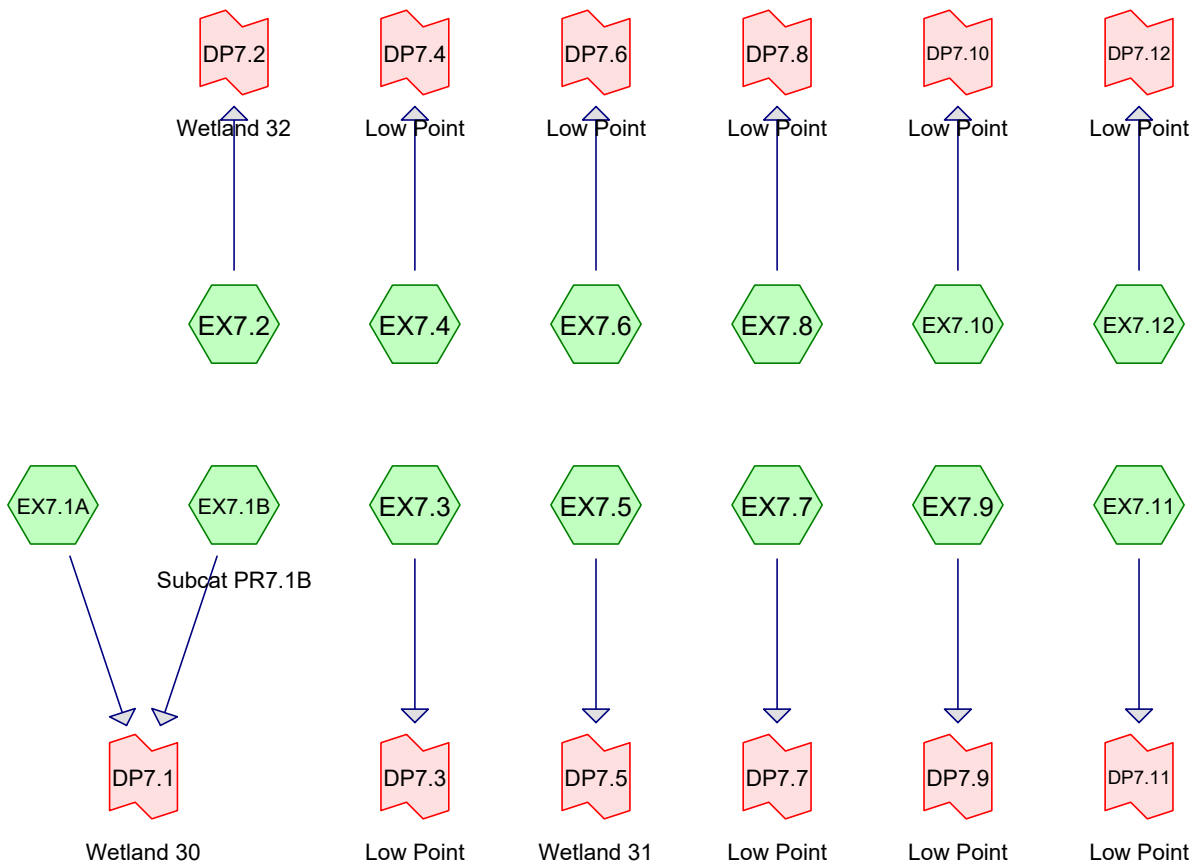 DP7.2
DP7.4
DP7.6
DP7.8
DP7.10
DP7.12
Wetland 32
Low Point
Low Point
Low Point
Low Point
Low Point
EX7.2
EX7.4
EX7.6
EX7.8
EX7.10
EX7.12
EX7.1A
EX7.1B
EX7.3
EX7.5
EX7.7
EX7.9
EX7.11
Subcat PR7.1B
DP7.1
DP7.3
DP7.5
DP7.7
DP7.9
DP7.11
Wetland 30
Low Point
Wetland 31
Low Point
Low Point
Low Point